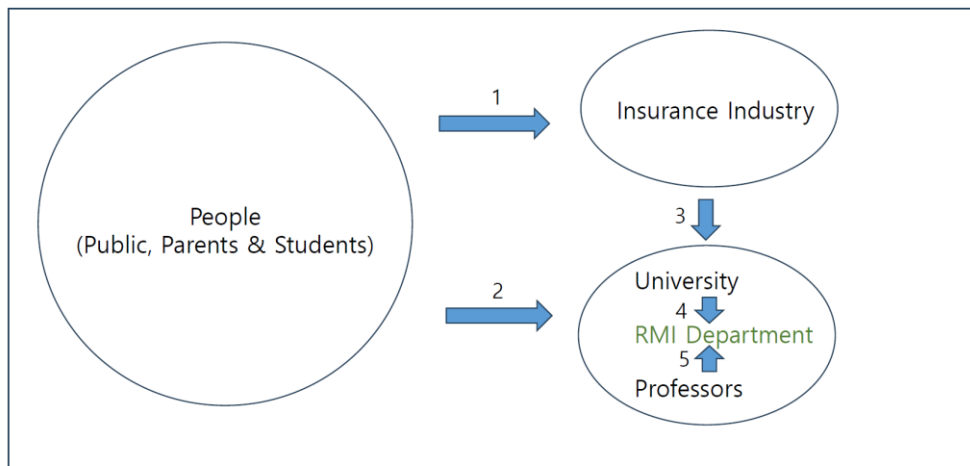 People
(Public, Parents & Students)
1
Insurance Industry
3
2
University
4
RMI Department
5
Professors